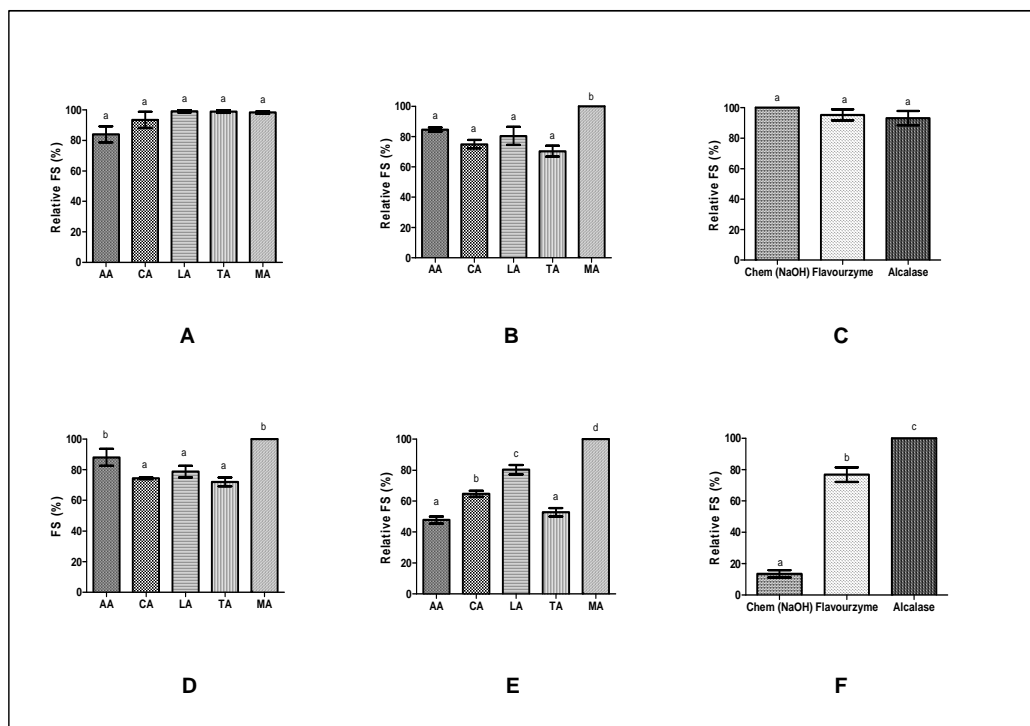 a a a a a
Relative FS (%)
100
80
60
40
20
0
AA CA LA TA MA
A
a a a a b
Relative FS (%)
100
80
60
40
20
0
AA CA LA TA MA
B
a a a
Relative FS (%)
100
80
60
40
20
0
Chem (NaOH) Flavourzyme Alcalase
C
b a a a b
FS (%)
100
80
60
40
20
0
AA CA LA TA MA
D
a b c a d
Relative FS (%)
100
80
60
40
20
0
AA CA LA TA MA
E
a b c
Relative FS (%)
100
80
60
40
20
0
Chem (NaOH) Flavourzyme Alcalase
F